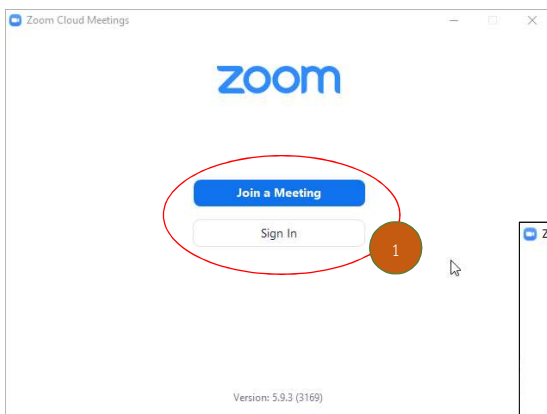 Zoom Cloud Meetings
zoom
Join a Meeting
Sign In
1
Z
Version: 5.9.3 (3169)